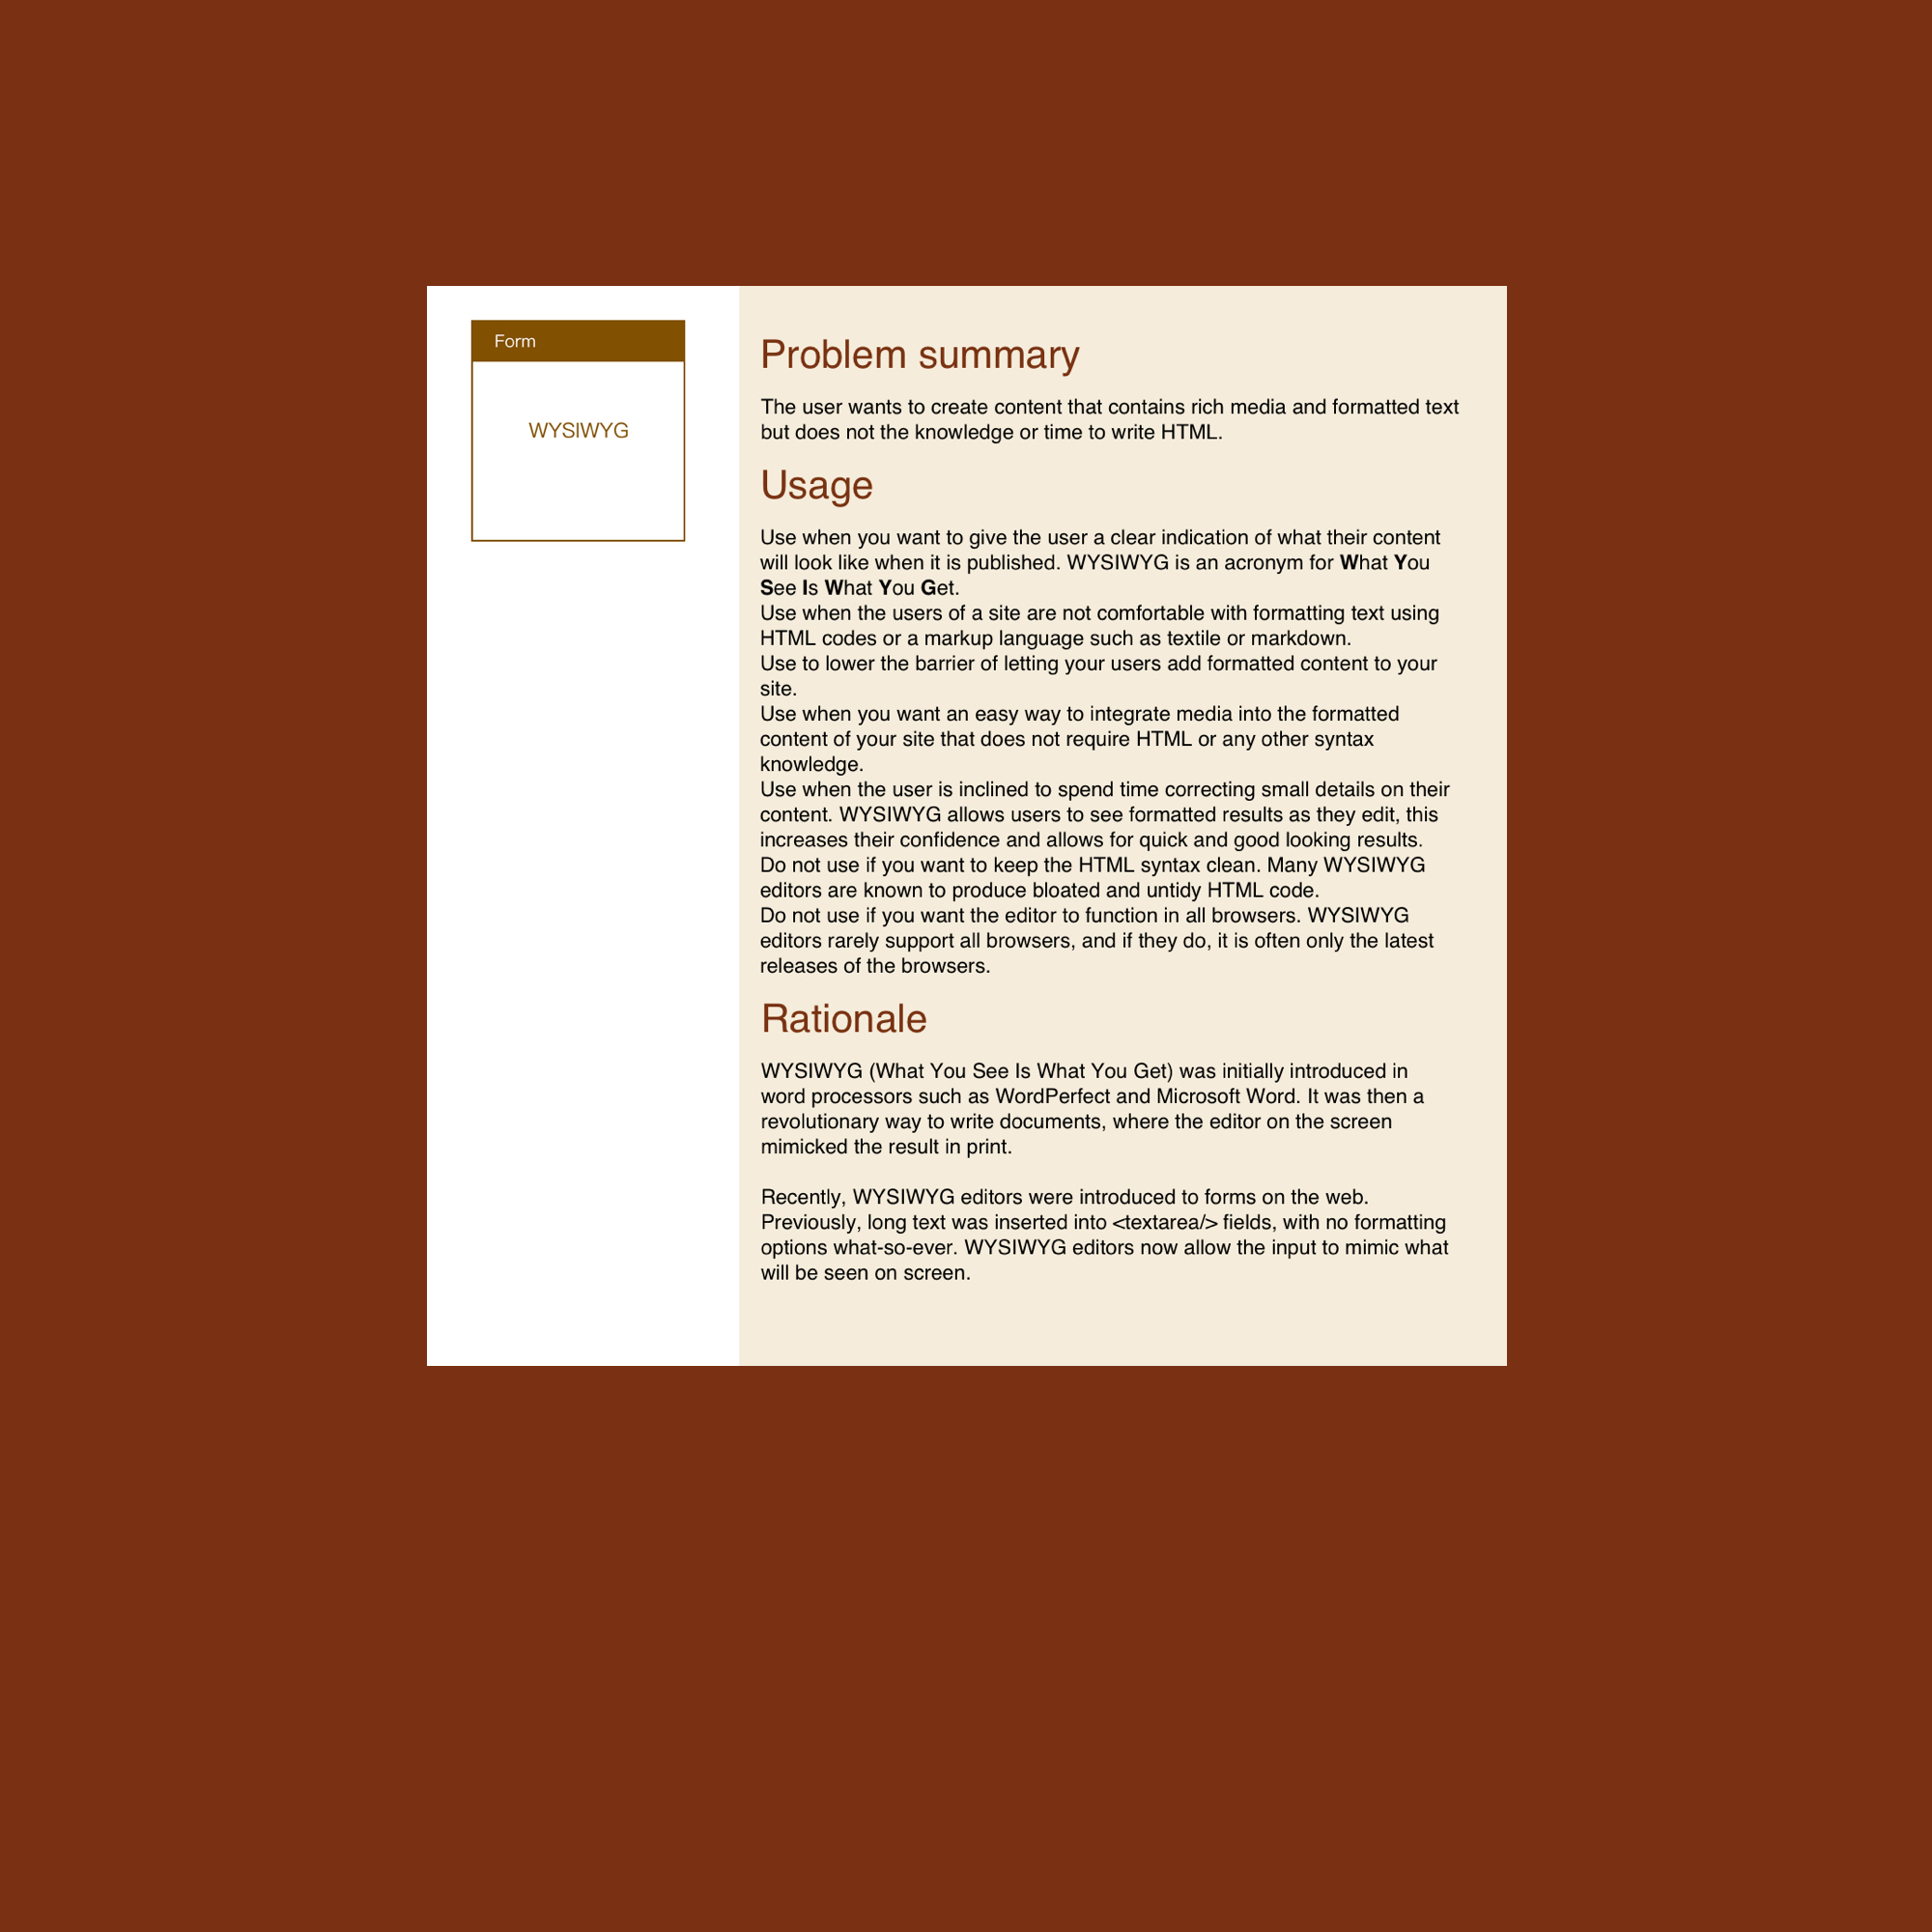 Form
WYSIWYG
Problem summary
The user wants to create content that contains rich media and formatted text
but does not the knowledge or time to write HTML.
Usage
Use when you want to give the user a clear indication of what their content
will look like when it is published. WYSIWYG is an acronym for What You
See Is What You Get.
Use when the users of a site are not comfortable with formatting text using
HTML codes or a markup language such as textile or markdown.
Use to lower the barrier of letting your users add formatted content to your
site.
Use when you want an easy way to integrate media into the formatted
content of your site that does not require HTML or any other syntax
knowledge.
Use when the user is inclined to spend time correcting small details on their
content. WYSIWYG allows users to see formatted results as they edit, this
increases their confidence and allows for quick and good looking results.
Do not use if you want to keep the HTML syntax clean. Many WYSIWYG
editors are known to produce bloated and untidy HTML code.
Do not use if you want the editor to function in all browsers. WYSIWYG
editors rarely support all browsers, and if they do, it is often only the latest
releases of the browsers.
Rationale
WYSIWYG (What You See Is What You Get) was initially introduced in
word processors such as WordPerfect and Microsoft Word. It was then a
revolutionary way to write documents, where the editor on the screen
mimicked the result in print.
Recently, WYSIWYG editors were introduced to forms on the web.
Previously, long text was inserted into <textarea/> fields, with no formatting
options what-so-ever. WYSIWYG editors now allow the input to mimic what
will be seen on screen.